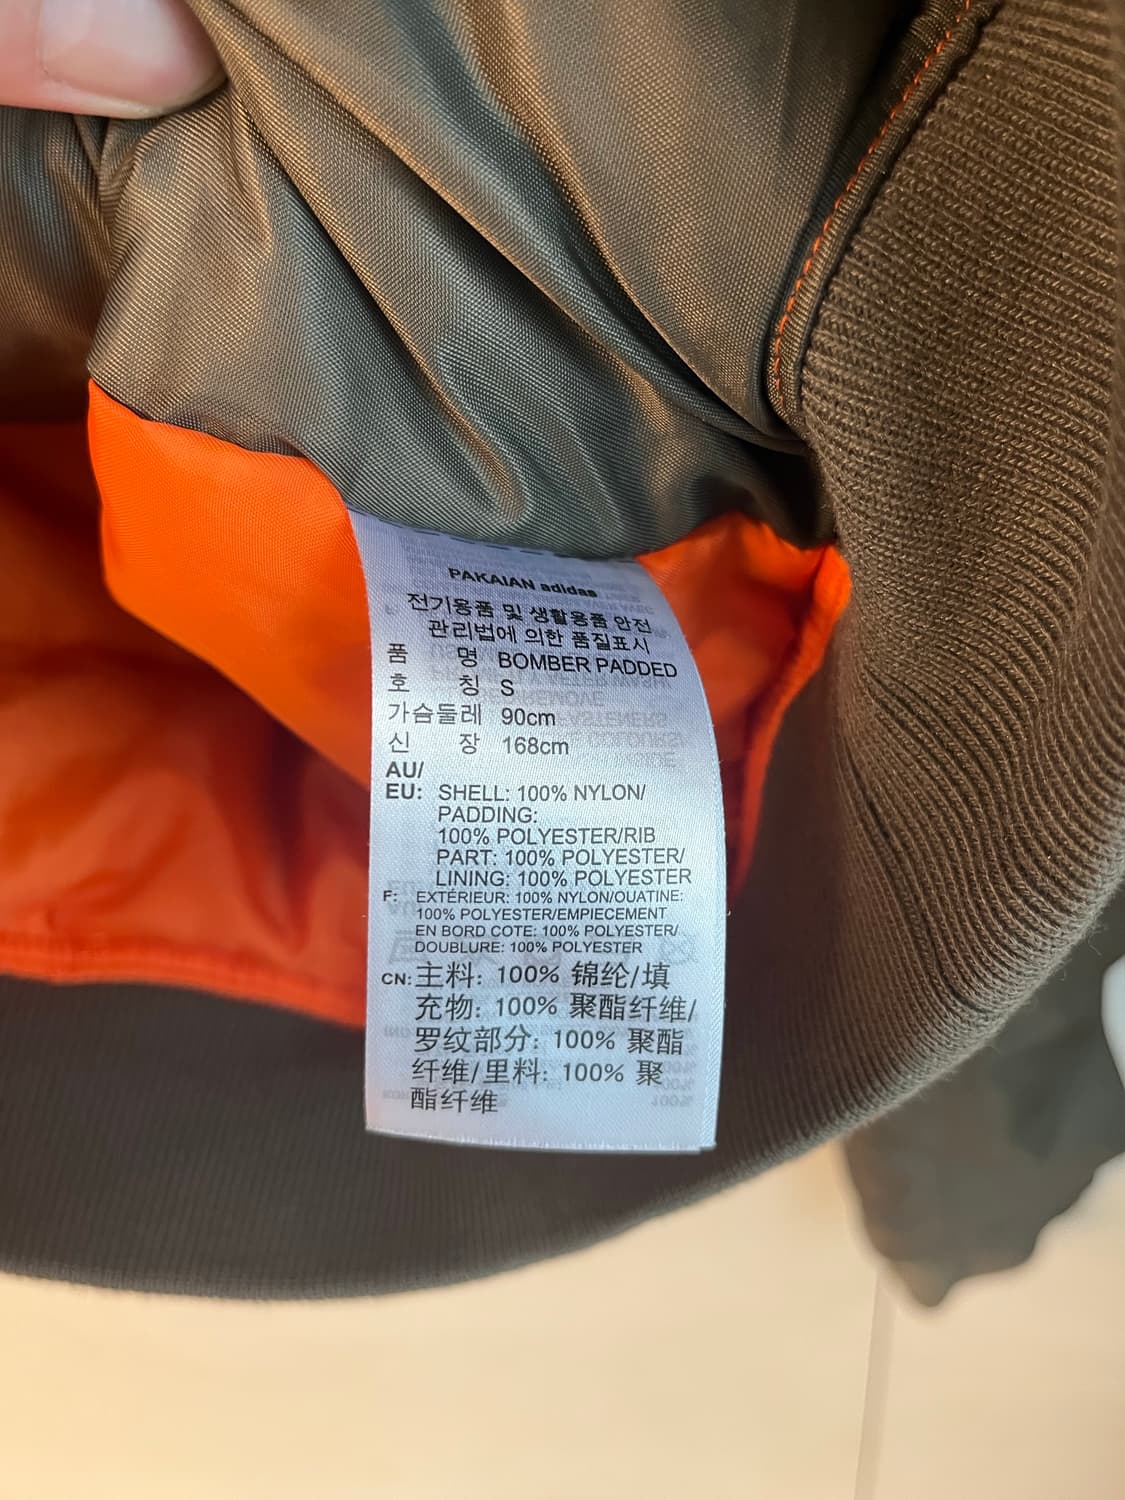 PAKAIAN adidas
전기용품 및 생활용품 안전
관리법에 의한 품질표시
품 명 BOMBER PADDED
호 칭 S
가슴둘레 90cm
신 장 168cm
AU/
EU: SHELL: 100% NYLON/
PADDING:
100% POLYESTER/RIB
PART: 100% POLYESTER/
LINING: 100% POLYESTER
F: EXTÉRIEUR: 100% NYLON/OUATINE:
100% POLYESTER/EMPIECEMENT
EN BORD COTE: 100% POLYESTER/
DOUBLURE: 100% POLYESTER
CN: 主料: 100% 锦纶/填
充物: 100% 聚酯纤维/
罗纹部分: 100% 聚酯
纤维/里料: 100% 聚
酯纤维